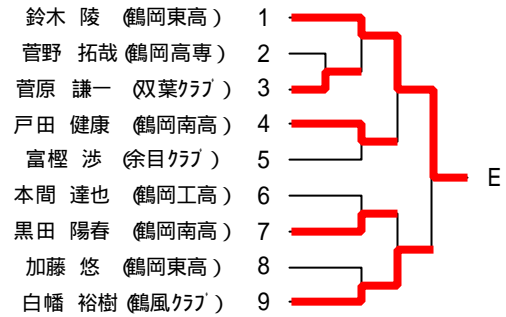 鈴木 陵 (鶴岡東高) 1
菅野 拓哉 (鶴岡高専) 2
菅原 謙一 (双葉クラブ) 3
戸田 健康 (鶴岡南高) 4
富樫 渉 (余目クラブ) 5
本間 達也 (鶴岡工高) 6
黒田 陽春 (鶴岡南高) 7
加藤 悠 (鶴岡東高) 8
白幡 裕樹 (鶴風クラブ) 9
E